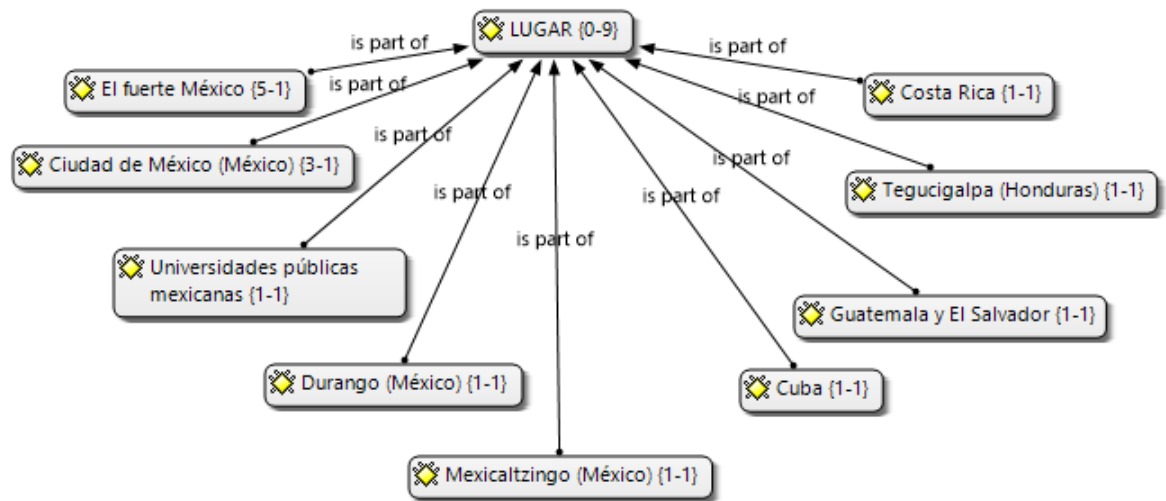 LUGAR {0-9}
is part of
is part of
El fuerte México {5-1}
is part of
Costa Rica {1-1}
is part of
is part of
Ciudad de México (México) {3-1}
is part of
is part of
is part of
Tegucigalpa (Honduras) {1-1}
is part of
Universidades públicas
mexicanas {1-1}
Guatemala y El Salvador {1-1}
Durango (México) {1-1}
Cuba {1-1}
Mexicaltzingo (México) {1-1}